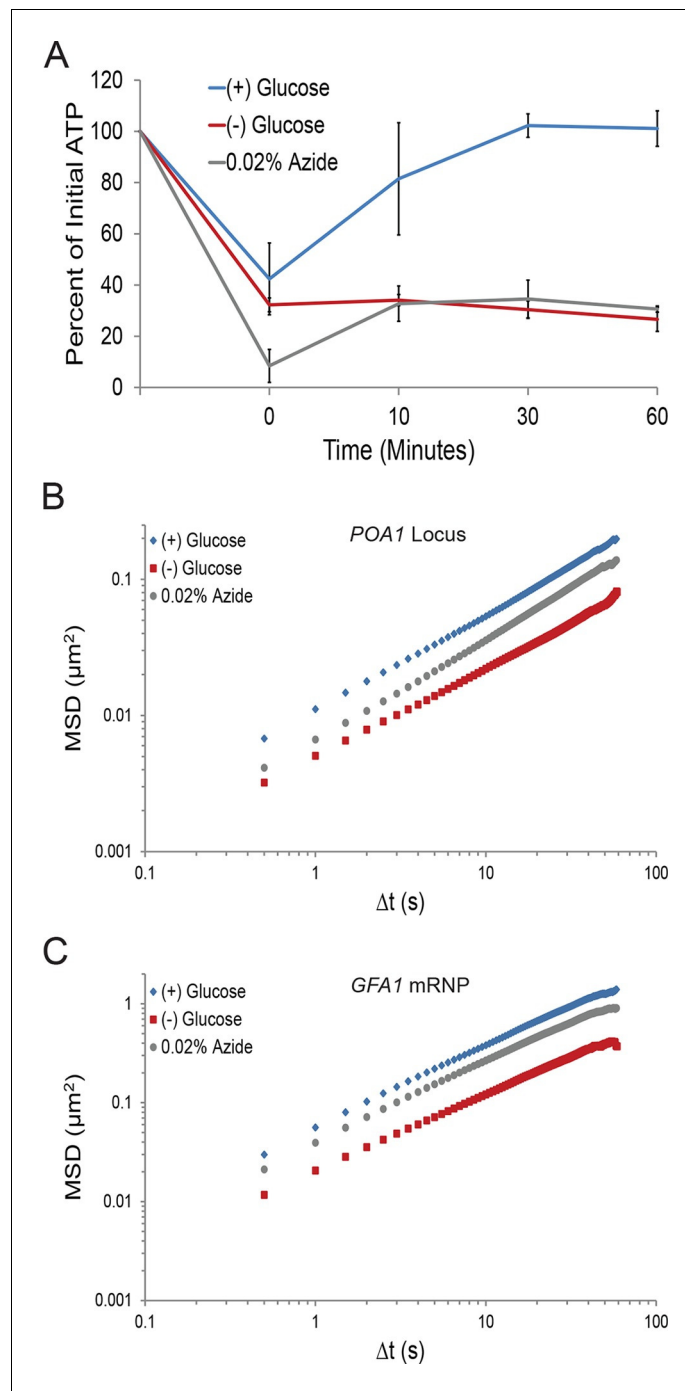 A
120
100
80
60
40
20
0
Percent of Initial ATP
(+) Glucose
(-) Glucose
0.02% Azide
0 10 30 60
Time (Minutes)
B
POA1 Locus
(+) Glucose
(-) Glucose
0.02% Azide
0.1
0.01
0.001
MSD (µm²)
0.1 1 10 100
Δt (s)
C
GFA1 mRNP
(+) Glucose
(-) Glucose
0.02% Azide
1
0.1
0.01
0.001
MSD (µm²)
0.1 1 10 100
Δt (s)